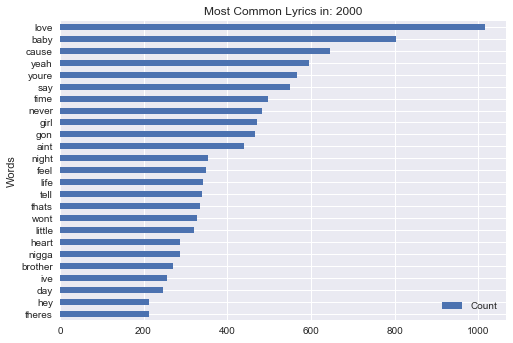 Most Common Lyrics in: 2000
Words
love
baby
cause
yeah
youre
say
time
never
girl
gon
aint
night
feel
life
tell
thats
wont
little
heart
nigga
brother
ive
day
hey
theres
0 200 400 600 800 1000
Count